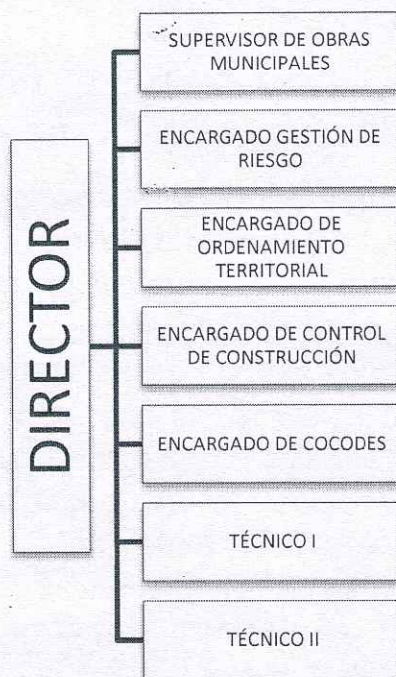 DIRECTOR
SUPERVISOR DE OBRAS
MUNICIPALES
ENCARGADO GESTIÓN DE
RIESGO
ENCARGADO DE
ORDENAMIENTO
TERRITORIAL
ENCARGADO DE CONTROL
DE CONSTRUCCIÓN
ENCARGADO DE COCODES
TÉCNICO I
TÉCNICO II